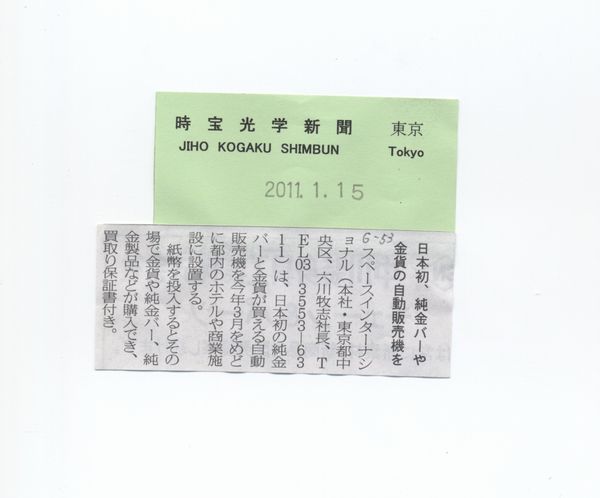 時宝光学新聞 東京
JIHO KOGAKU SHIMBUN Tokyo
2011.1.15
6-53
日本初、純金バーや
金貨の自動販売機を
スペースインターナシ
ョナル（本社・東京都中
央区、六川牧志社長、T
EL03―3553―63
11）は、日本初の純金
バーと金貨が買える自動
販売機を今年3月をめど
に都内のホテルや商業施
設に設置する。
紙幣を投入するとその
場で金貨や純金バー、純
金製品などが購入でき、
買取り保証書付き。